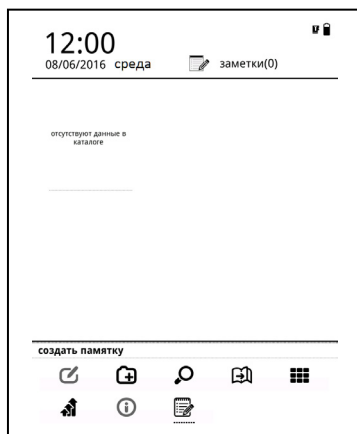 12:00
08/06/2016 среда
заметки(0)
отсутствуют данные в
каталоге
создать памятку